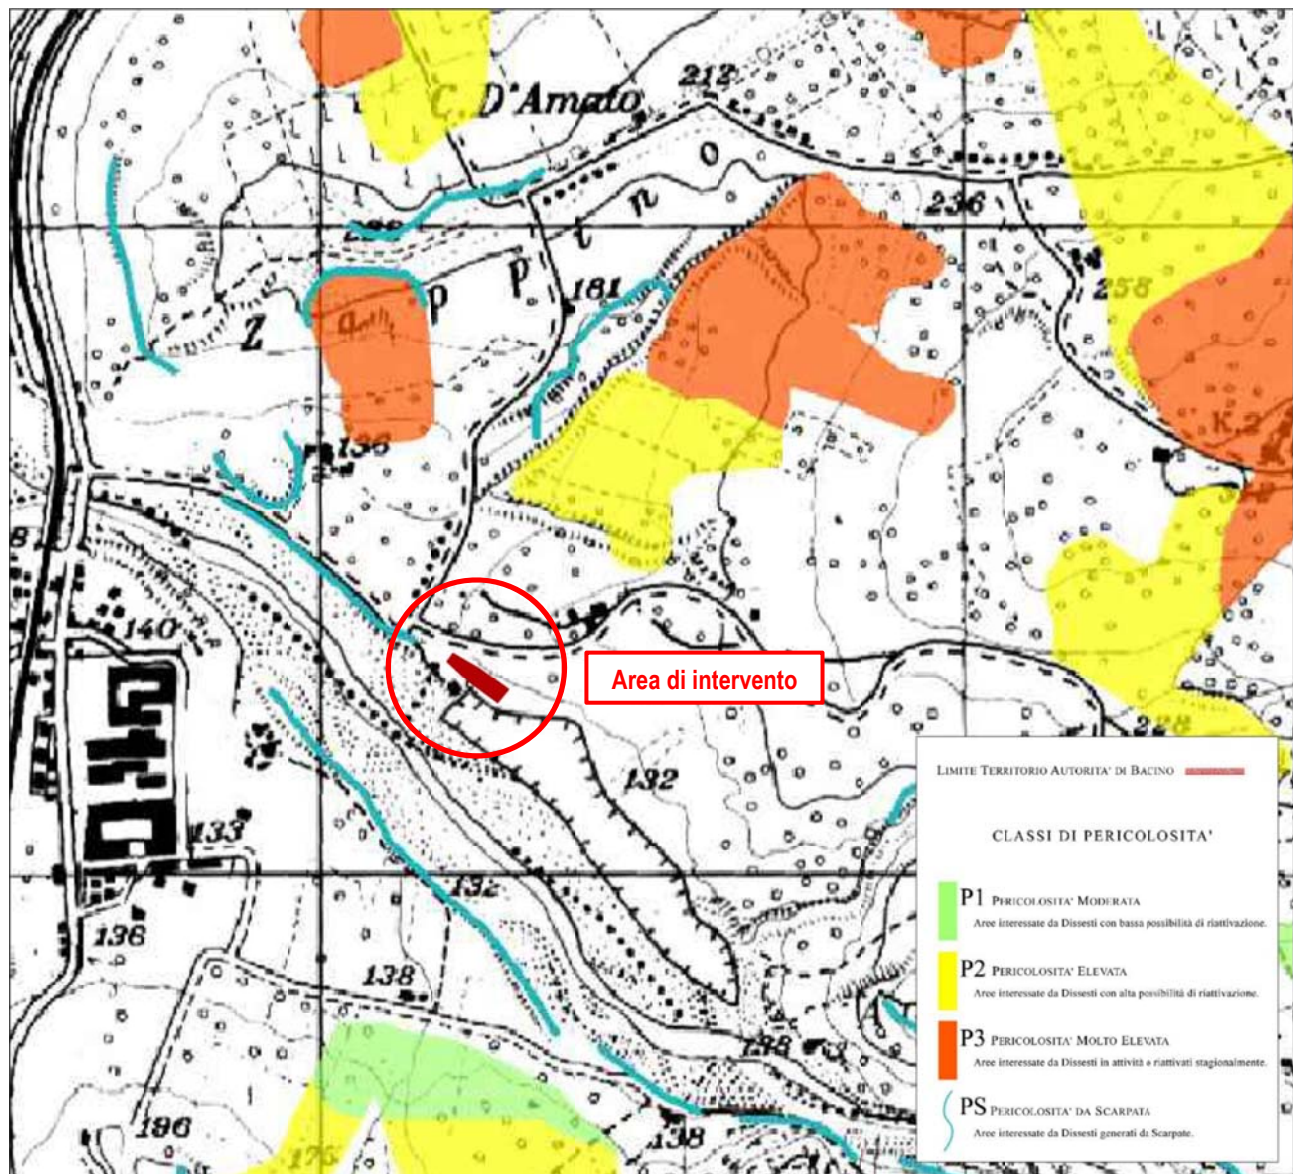 212
C. D'Amato
o
n
236
t
p
181
258
p
a
Z
136
K.2
140
Area di intervento
132
133
132
136
138
138
196
176
138
LIMITE TERRITORIO AUTORITA' DI BACINO
CLASSI DI PERICOLOSITA'
P1 PERICOLOSITA' MODERATA
Aree interessate da Dissesti con bassa possibilità di riattivazione.
P2 PERICOLOSITA' ELEVATA
Aree interessate da Dissesti con alta possibilità di riattivazione.
P3 PERICOLOSITA' MOLTO ELEVATA
Aree interessate da Dissesti in attività o riattivati stagionalmente.
PS PERICOLOSITA' DA SCARPATA
Aree interessate da Dissesti generati di Scarpate.